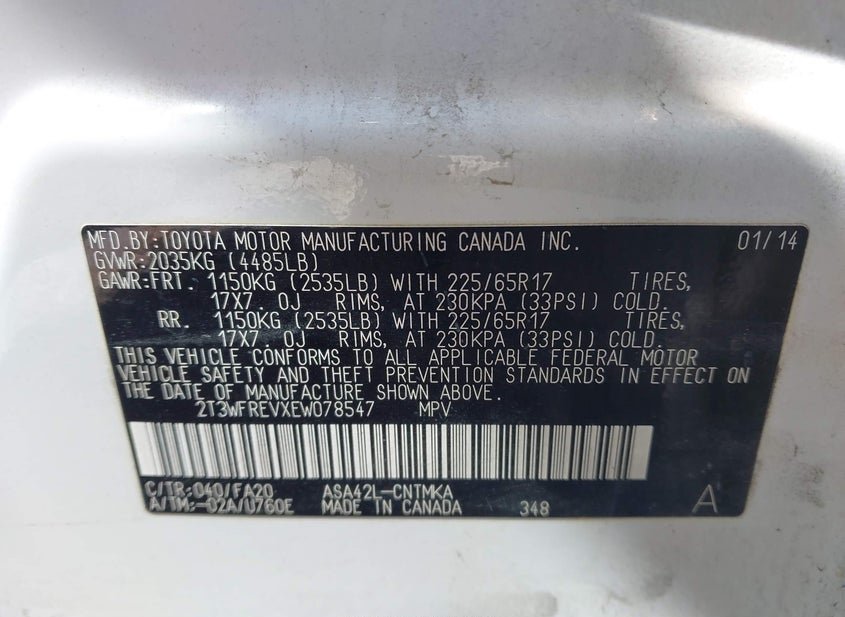 MFD.BY:TOYOTA MOTOR MANUFACTURING CANADA INC. 01/14
GVWR:2035KG (4485LB)
GAWR:FRT. 1150KG (2535LB) WITH 225/65R17 TIRES,
17X7. 0J RIMS, AT 230KPA (33PSI) COLD.
RR. 1150KG (2535LB) WITH 225/65R17 TIRES,
17X7 0J RIMS, AT 230KPA (33PSI) COLD.
THIS VEHICLE CONFORMS TO ALL APPLICABLE FEDERAL MOTOR
VEHICLE SAFETY AND THEFT PREVENTION STANDARDS IN EFFECT ON
THE DATE OF MANUFACTURE SHOWN ABOVE.
2T3WFREVXEW078547 MPV
C/TR:040/FA20 ASA42L-CNTMKA
A/TM:-02A/U760E MADE IN CANADA 348 A